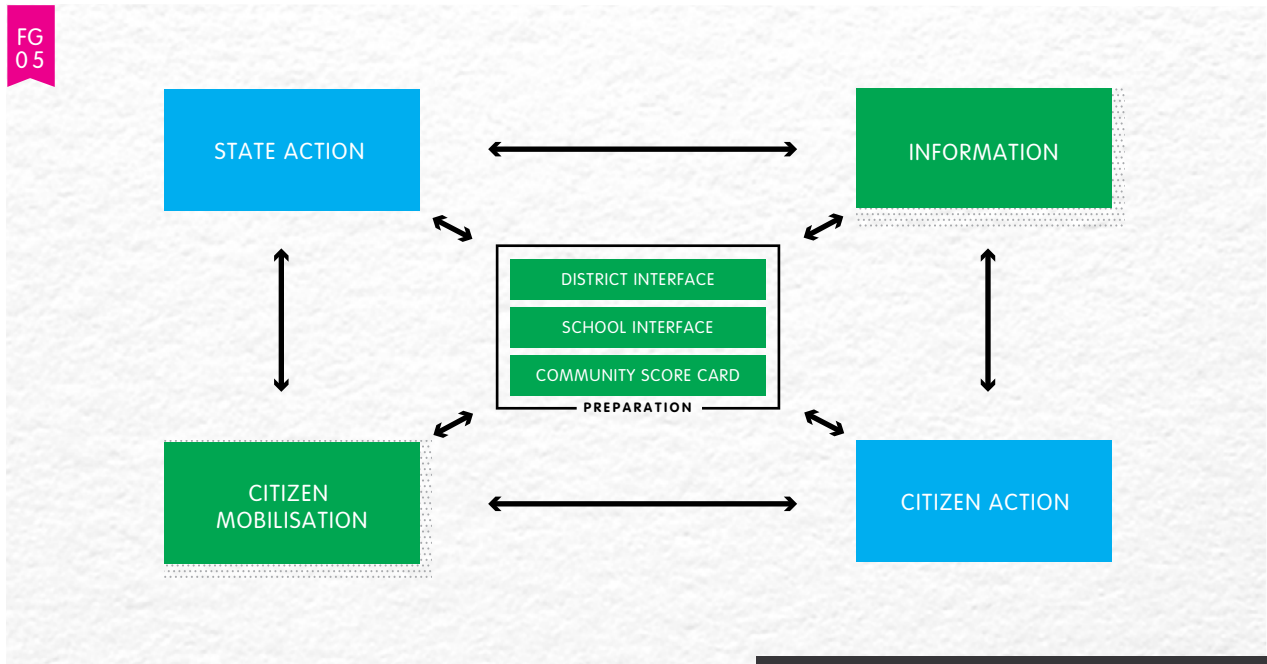 FG
05
STATE ACTION
INFORMATION
DISTRICT INTERFACE
SCHOOL INTERFACE
COMMUNITY SCORE CARD
PREPARATION
CITIZEN
MOBILISATION
CITIZEN ACTION